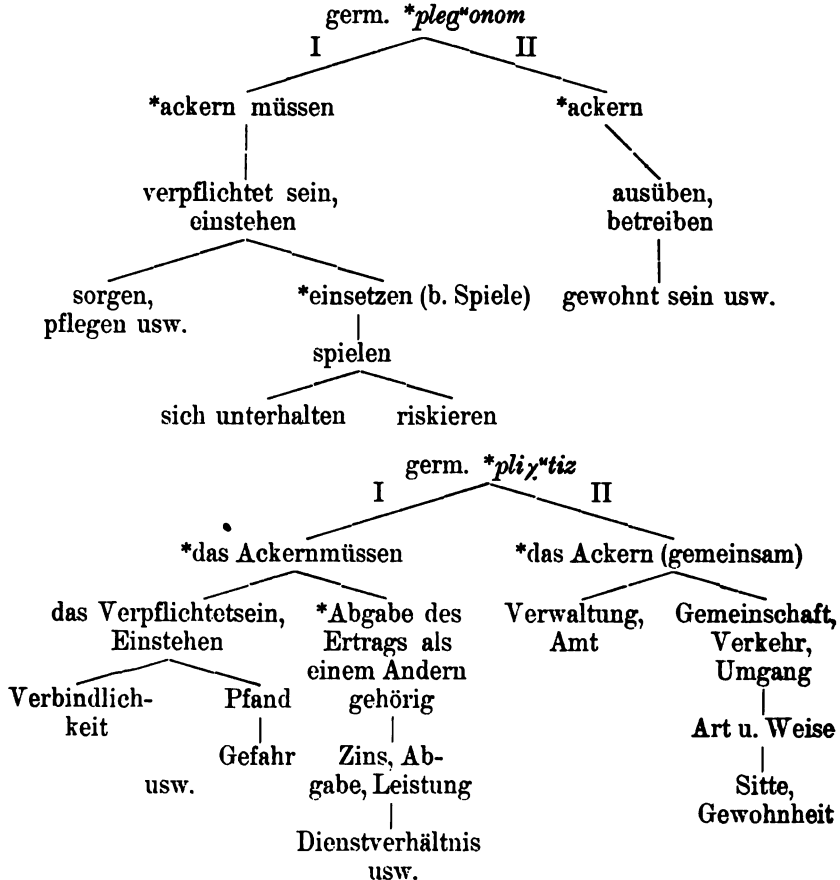 germ. *plegᵘonom
I II
*ackern müssen *ackern
verpflichtet sein,
einstehen
ausüben,
betreiben
sorgen,
pflegen usw.
*einsetzen (b. Spiele)
gewohnt sein usw.
spielen
sich unterhalten riskieren
germ. *pliχᵘtiz
I II
*das Ackernmüssen *das Ackern (gemeinsam)
das Verpflichtetsein,
Einstehen
*Abgabe des
Ertrags als
einem Andern
gehörig
Verwaltung,
Amt
Gemeinschaft,
Verkehr,
Umgang
Verbindlich-
keit
Pfand
Gefahr
usw.
Zins, Ab-
gabe, Leistung
Dienstverhältnis
usw.
Art u. Weise
Sitte,
Gewohnheit